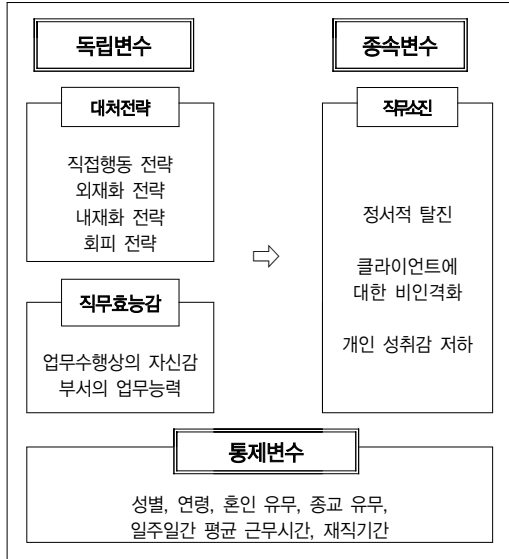 독립변수
종속변수
대처전략
직접행동 전략
외재화 전략
내재화 전략
회피 전략
직무효능감
업무수행상의 자신감
부서의 업무능력
직무소진
정서적 탈진
클라이언트에
대한 비인격화
개인 성취감 저하
통제변수
성별, 연령, 혼인 유무, 종교 유무,
일주일간 평균 근무시간, 재직기간